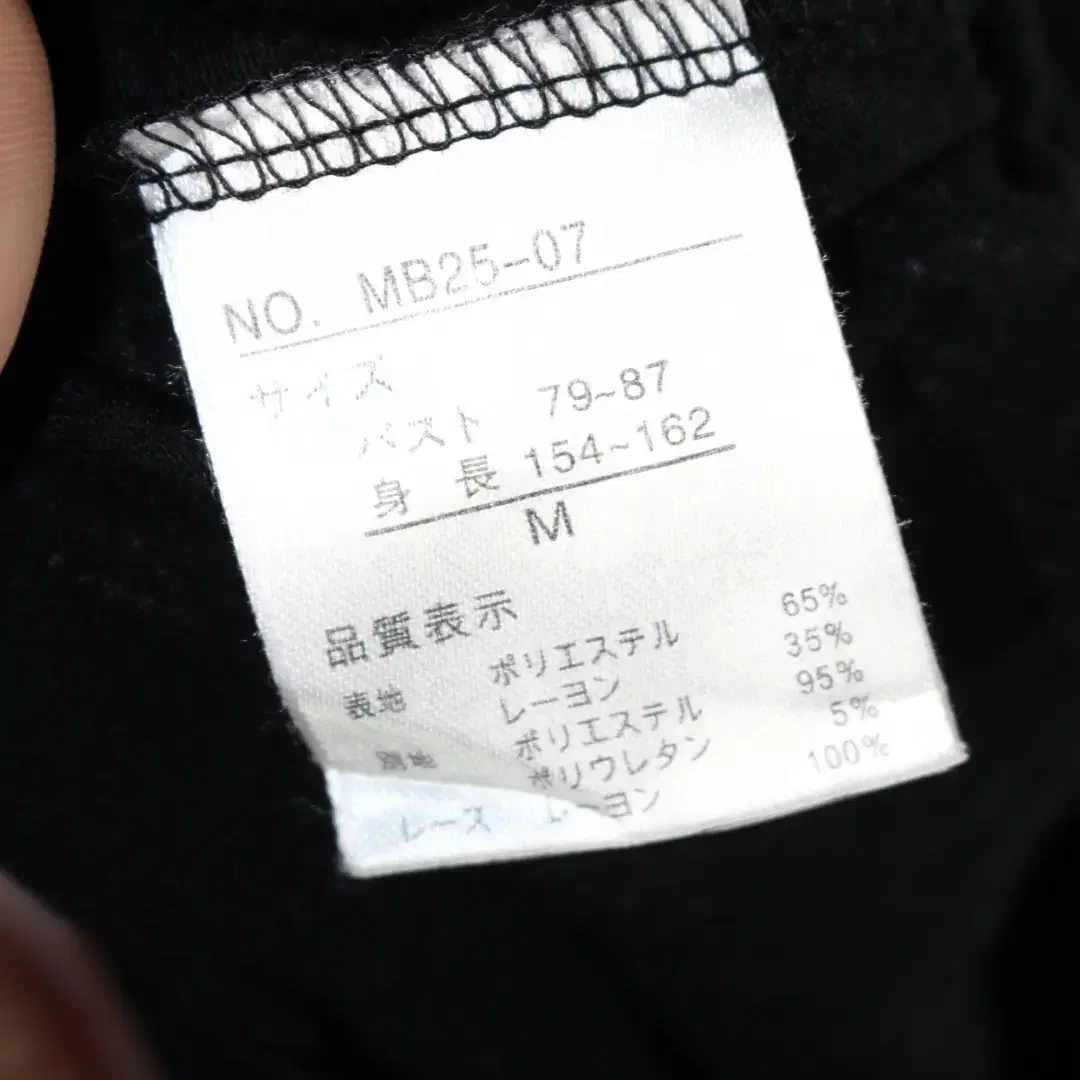 NO. MB25-07
サイズ
バスト 79~87
身 長 154~162
M
品質表示
表地 ポリエステル 65%
レーヨン 35%
別地 ポリエステル 95%
ポリウレタン 5%
レース レーヨン 100%